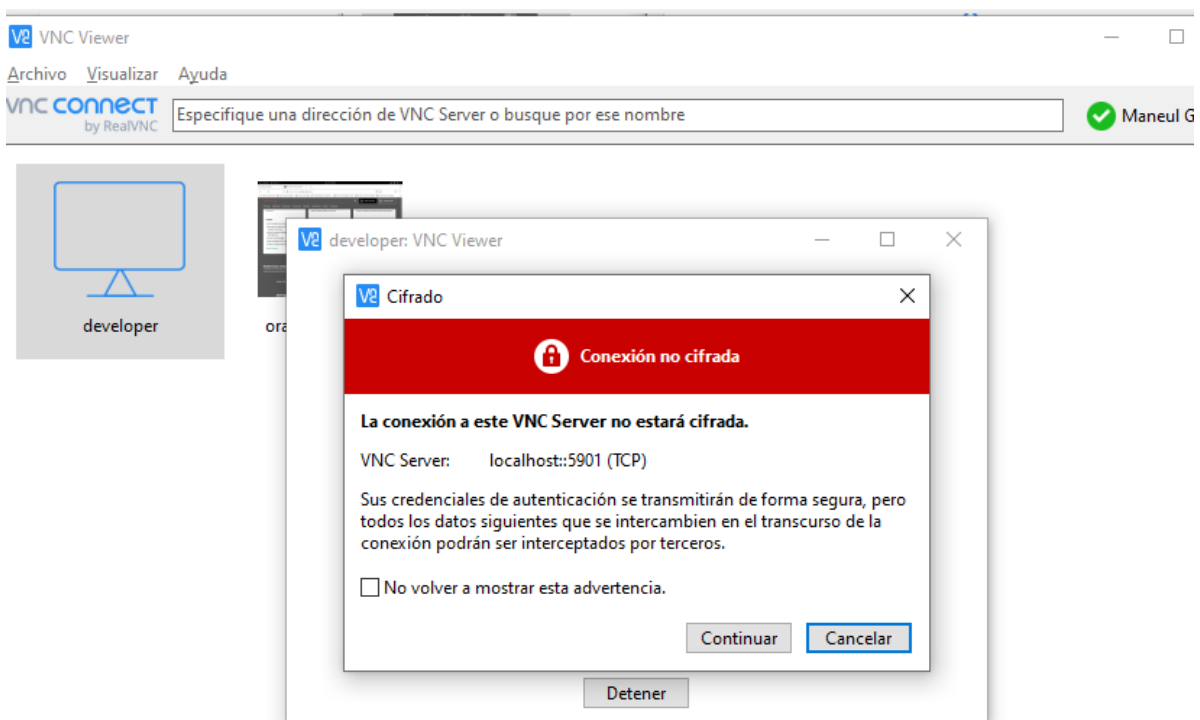 VNC Viewer
Archivo Visualizar Ayuda
vnc connect
by RealVNC
Especifique una dirección de VNC Server o busque por ese nombre
Maneul G
developer
ora
developer: VNC Viewer
Cifrado
Conexión no cifrada
La conexión a este VNC Server no estará cifrada.
VNC Server: localhost::5901 (TCP)
Sus credenciales de autenticación se transmitirán de forma segura, pero
todos los datos siguientes que se intercambien en el transcurso de la
conexión podrán ser interceptados por terceros.
No volver a mostrar esta advertencia.
Continuar Cancelar
Detener